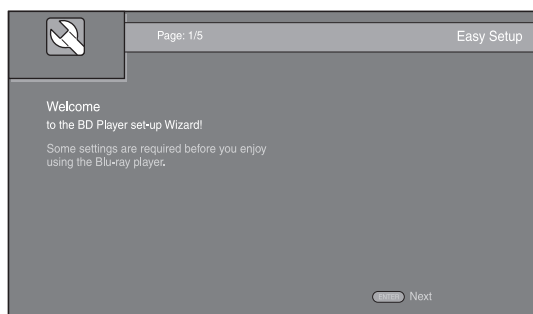 Page: 1/5
Easy Setup
Welcome
to the BD Player set-up Wizard!
Some settings are required before you enjoy
using the Blu-ray player.
ENTER Next